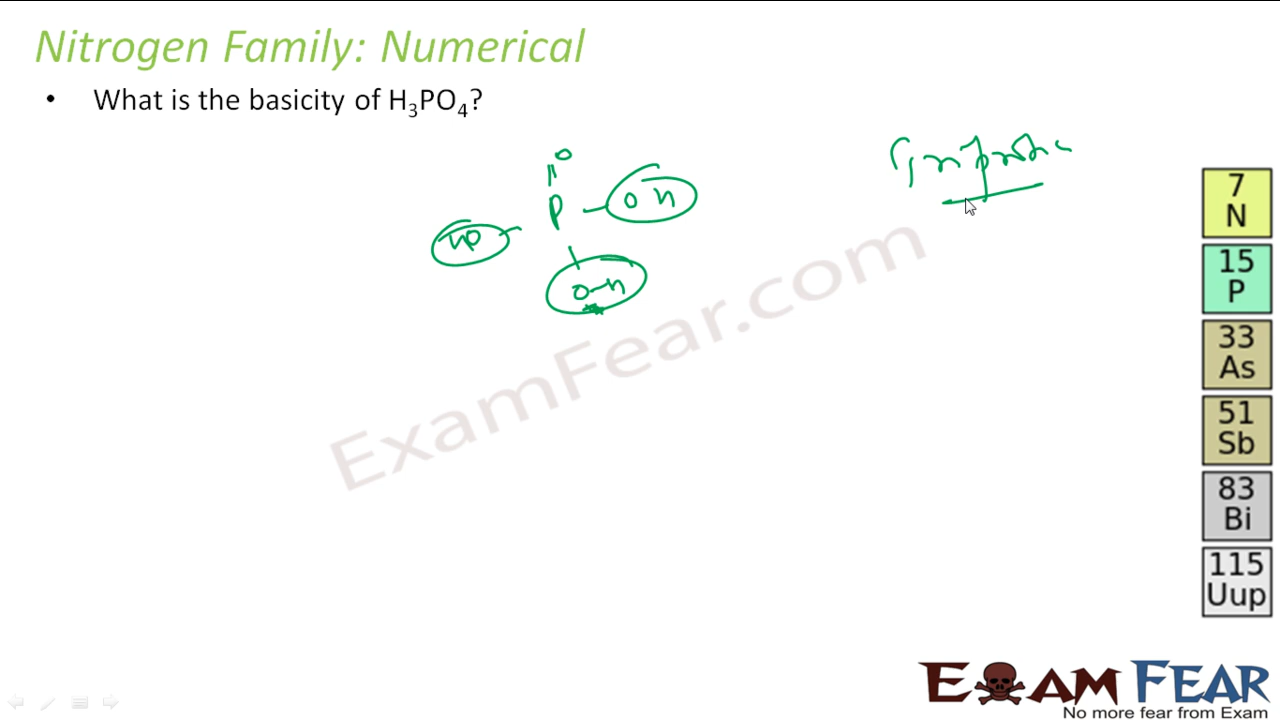 Nitrogen Family: Numerical
• What is the basicity of H₃PO₄?
O
P
OH
HO
O-H
ExamFear.com
7
N
15
P
33
As
51
Sb
83
Bi
115
Uup
EXAM FEAR
No more fear from Exam